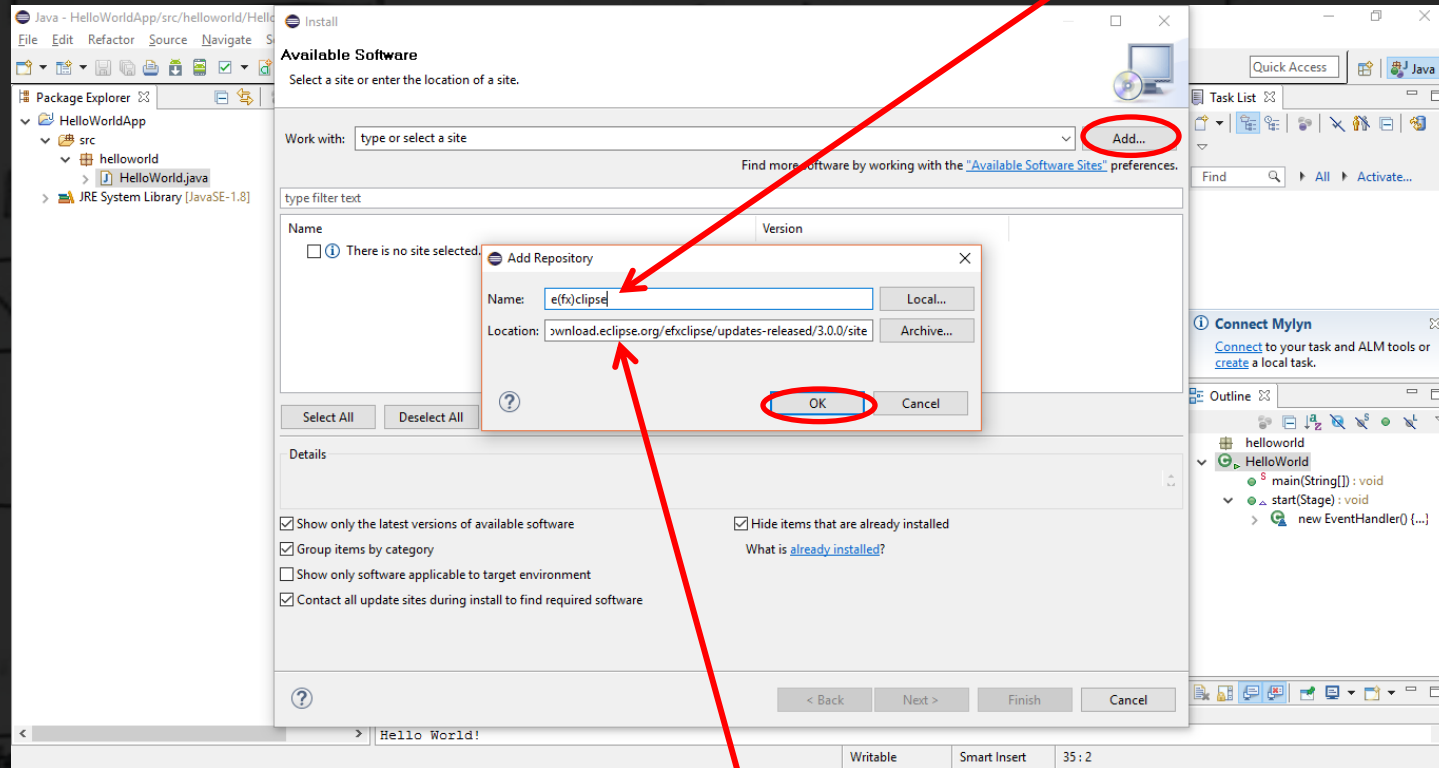 Java - HelloWorldApp/src/helloworld/Hello
File Edit Refactor Source Navigate
Quick Access
Java
Package Explorer
HelloWorldApp
src
helloworld
HelloWorld.java
JRE System Library [JavaSE-1.8]
Install
Available Software
Select a site or enter the location of a site.
Work with:
type or select a site
Add...
Find more software by working with the "Available Software Sites" preferences.
type filter text
Name
Version
There is no site selected.
Add Repository
Name:
e(fx)clipse
Local...
Location:
ownload.eclipse.org/efxclipse/updates-released/3.0.0/site
Archive...
OK
Cancel
Select All
Deselect All
Details
Show only the latest versions of available software
Hide items that are already installed
Group items by category
What is already installed?
Show only software applicable to target environment
Contact all update sites during install to find required software
< Back
Next >
Finish
Cancel
Task List
Find
All
Activate...
Connect Mylyn
Connect to your task and ALM tools or
create a local task.
Outline
helloworld
HelloWorld
main(String[]) : void
start(Stage) : void
new EventHandler() {...}
Hello World!
Writable
Smart Insert
35 : 2